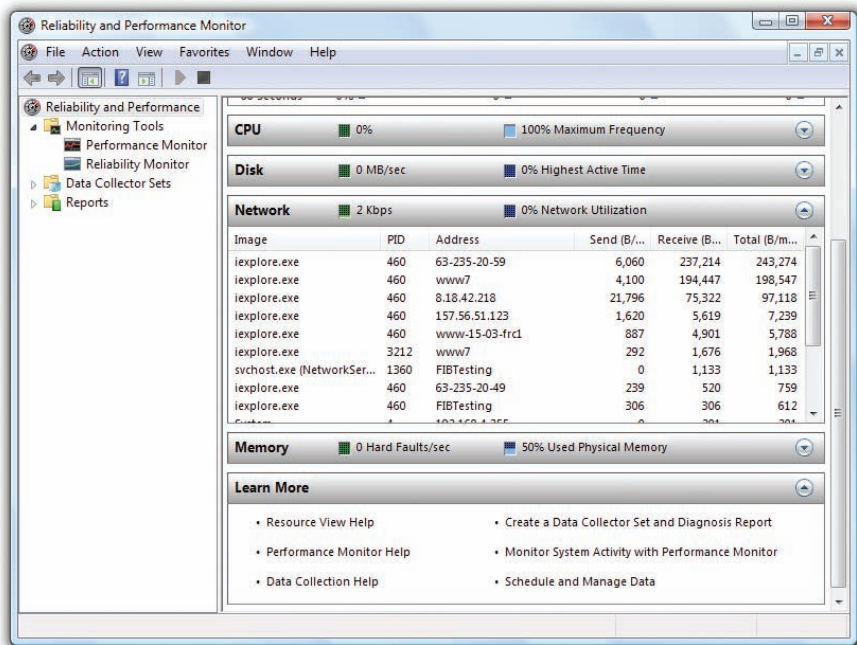 Reliability and Performance Monitor
File Action View Favorites Window Help
Reliability and Performance
Monitoring Tools
Performance Monitor
Reliability Monitor
Data Collector Sets
Reports
CPU 0% 100% Maximum Frequency
Disk 0 MB/sec 0% Highest Active Time
Network 2 Kbps 0% Network Utilization
Image PID Address Send (B/... Receive (B... Total (B/m...
iexplore.exe 460 63-235-20-59 6,060 237,214 243,274
iexplore.exe 460 www7 4,100 194,447 198,547
iexplore.exe 460 8.18.42.218 21,796 75,322 97,118
iexplore.exe 460 157.56.51.123 1,620 5,619 7,239
iexplore.exe 460 www-15-03-frc1 887 4,901 5,788
iexplore.exe 3212 www7 292 1,676 1,968
svchost.exe (NetworkSer... 1360 FIBTesting 0 1,133 1,133
iexplore.exe 460 63-235-20-49 239 520 759
iexplore.exe 460 FIBTesting 306 306 612
Memory 0 Hard Faults/sec 50% Used Physical Memory
Learn More
• Resource View Help • Create a Data Collector Set and Diagnosis Report
• Performance Monitor Help • Monitor System Activity with Performance Monitor
• Data Collection Help • Schedule and Manage Data